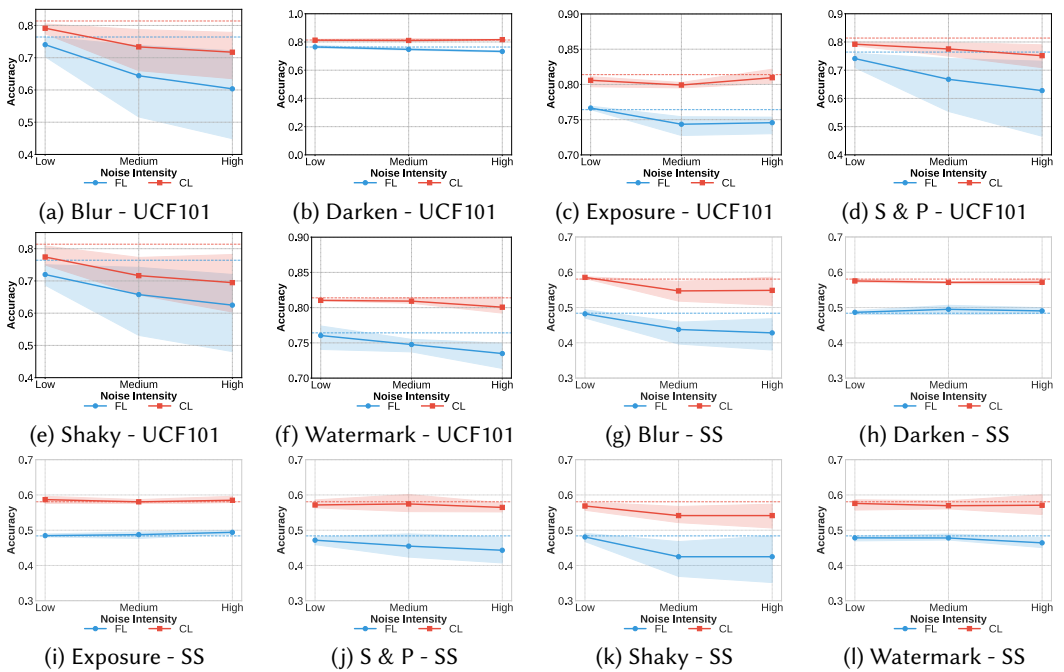 Accuracy
0.8
0.7
0.6
0.5
0.4
Low Medium High
Noise Intensity
FL CL
(a) Blur - UCF101
Accuracy
1.0
0.8
0.6
0.4
0.2
0.0
Low Medium High
Noise Intensity
FL CL
(b) Darken - UCF101
Accuracy
0.90
0.85
0.80
0.75
0.70
Low Medium High
Noise Intensity
FL CL
(c) Exposure - UCF101
Accuracy
0.9
0.8
0.7
0.6
0.5
0.4
Low Medium High
Noise Intensity
FL CL
(d) S & P - UCF101
Accuracy
0.8
0.7
0.6
0.5
0.4
Low Medium High
Noise Intensity
FL CL
(e) Shaky - UCF101
Accuracy
0.90
0.85
0.80
0.75
0.70
Low Medium High
Noise Intensity
FL CL
(f) Watermark - UCF101
Accuracy
0.7
0.6
0.5
0.4
0.3
Low Medium High
Noise Intensity
FL CL
(g) Blur - SS
Accuracy
0.7
0.6
0.5
0.4
0.3
Low Medium High
Noise Intensity
FL CL
(h) Darken - SS
Accuracy
0.7
0.6
0.5
0.4
0.3
Low Medium High
Noise Intensity
FL CL
(i) Exposure - SS
Accuracy
0.7
0.6
0.5
0.4
0.3
Low Medium High
Noise Intensity
FL CL
(j) S & P - SS
Accuracy
0.7
0.6
0.5
0.4
0.3
Low Medium High
Noise Intensity
FL CL
(k) Shaky - SS
Accuracy
0.7
0.6
0.5
0.4
0.3
Low Medium High
Noise Intensity
FL CL
(l) Watermark - SS